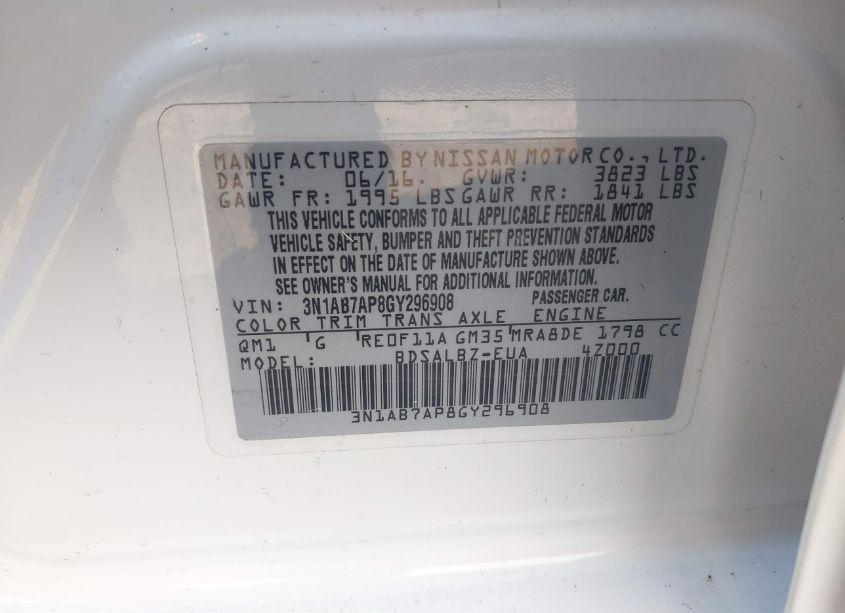 MANUFACTURED BY NISSAN MOTOR CO., LTD.
DATE: 06/16. GVWR: 3823 LBS
GAWR FR: 1995 LBS GAWR RR: 1841 LBS
THIS VEHICLE CONFORMS TO ALL APPLICABLE FEDERAL MOTOR
VEHICLE SAFETY, BUMPER AND THEFT PREVENTION STANDARDS
IN EFFECT ON THE DATE OF MANUFACTURE SHOWN ABOVE.
SEE OWNER'S MANUAL FOR ADDITIONAL INFORMATION.
VIN: 3N1AB7AP8GY296908 PASSENGER CAR.
COLOR TRIM TRANS AXLE ENGINE
QM1 G RE0F11A GM35 MRA8DE 1798 CC
MODEL: BDSALBZ-EUA 4Z000
3N1AB7AP8GY296908